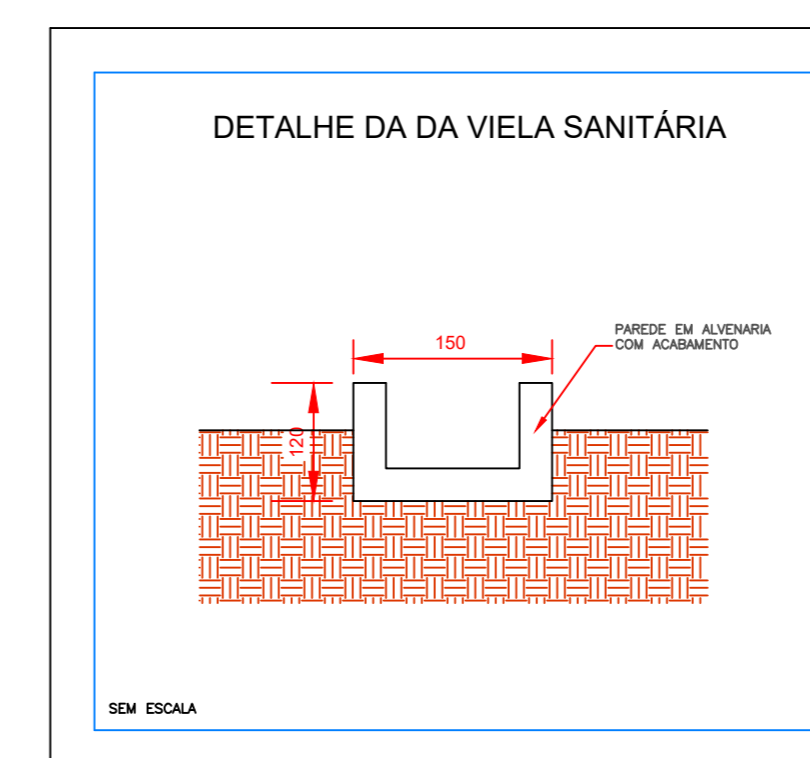 DETALHE DA DA VIELA SANITÁRIA
150
PAREDE EM ALVENARIA
COM ACABAMENTO
120
SEM ESCALA